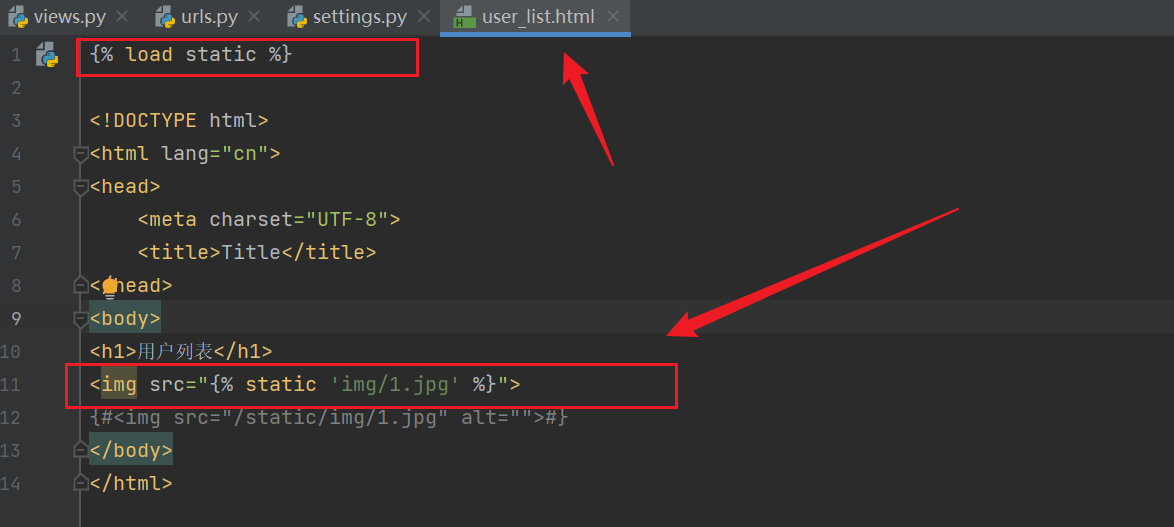 views.py urls.py settings.py user_list.html
1 {% load static %}
2
3 <!DOCTYPE html>
4 <html lang="cn">
5 <head>
6 <meta charset="UTF-8">
7 <title>Title</title>
8 </head>
9 <body>
10 <h1>用户列表</h1>
11 <img src="{% static 'img/1.jpg' %}">
12 {#<img src="/static/img/1.jpg" alt="">#}
13 </body>
14 </html>